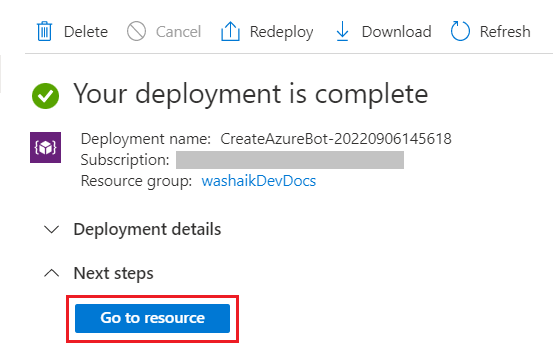 Delete Cancel Redeploy Download Refresh
Your deployment is complete
Deployment name: CreateAzureBot-20220906145618
Subscription:
Resource group: washaikDevDocs
Deployment details
Next steps
Go to resource